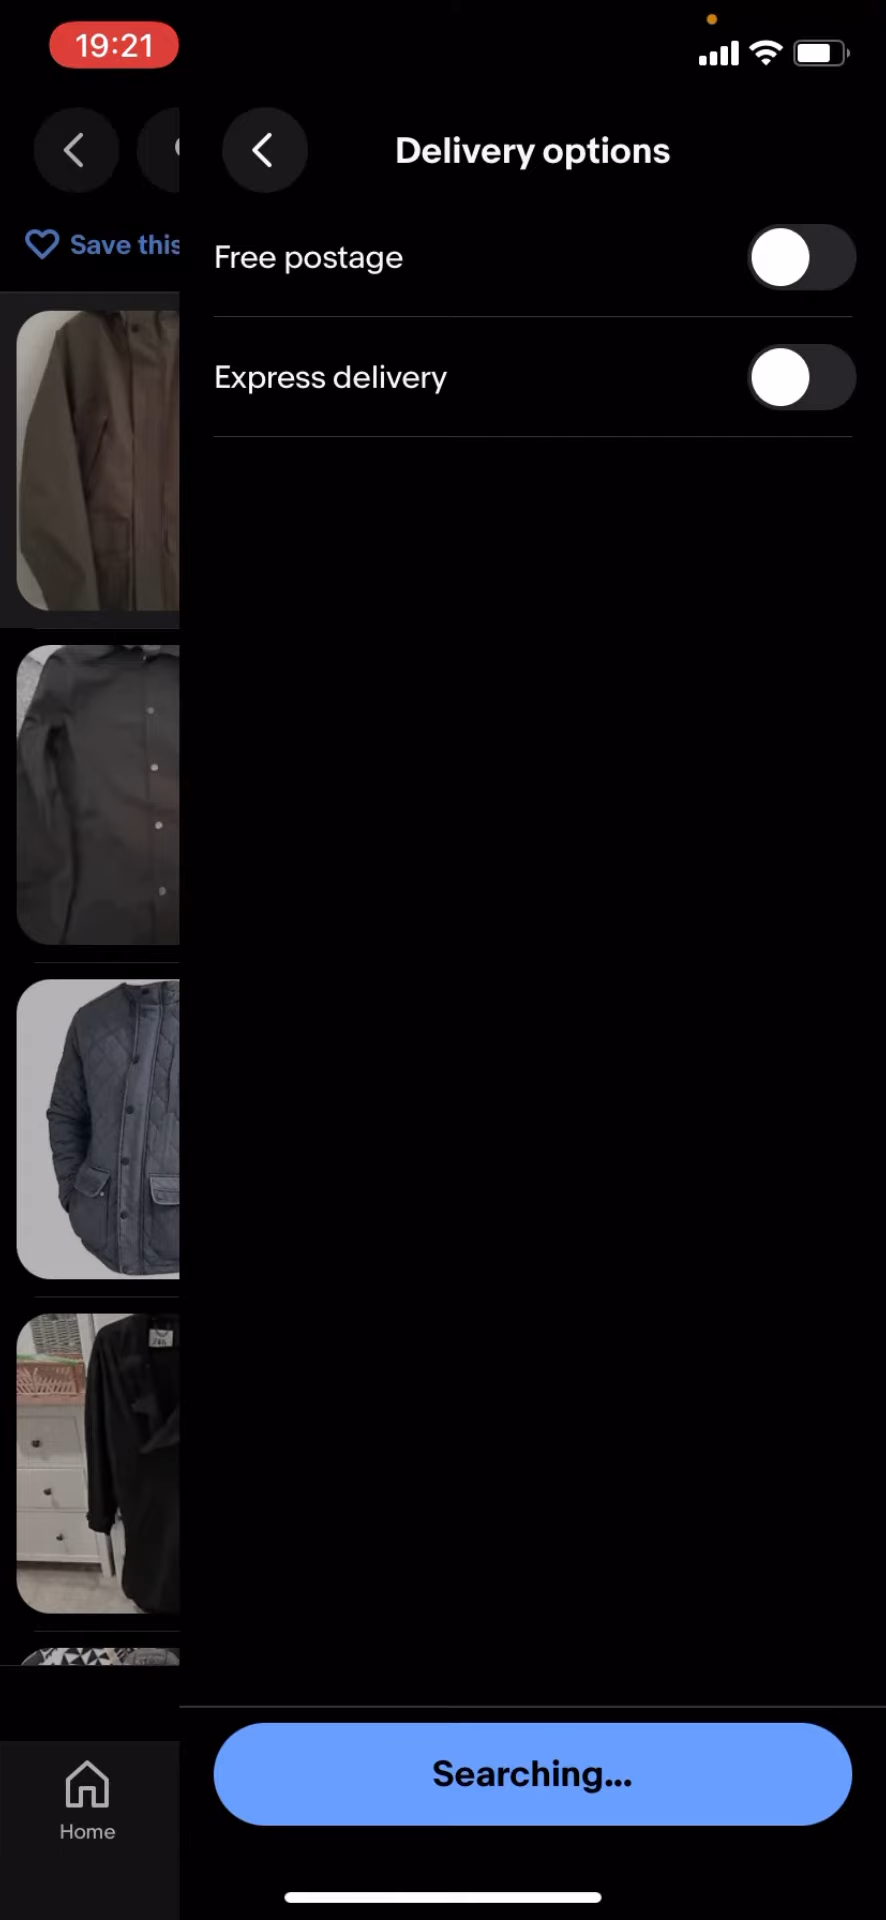 19:21
Delivery options
Save this
Free postage
Express delivery
Searching...
Home